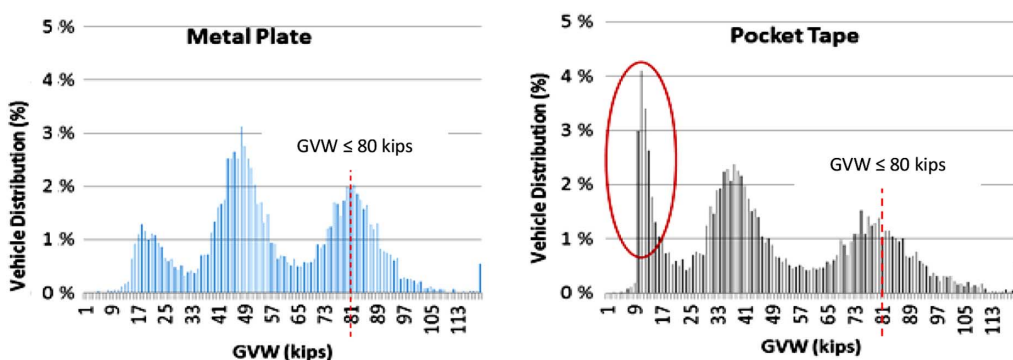 Metal Plate
Vehicle Distribution (%)
5 %
4 %
3 %
2 %
1 %
0 %
GVW ≤ 80 kips
1 9 17 25 33 41 49 57 65 73 81 89 97 105 113
GVW (kips)
Pocket Tape
Vehicle Distribution (%)
5 %
4 %
3 %
2 %
1 %
0 %
GVW ≤ 80 kips
1 9 17 25 33 41 49 57 65 73 81 89 97 105 113
GVW (kips)